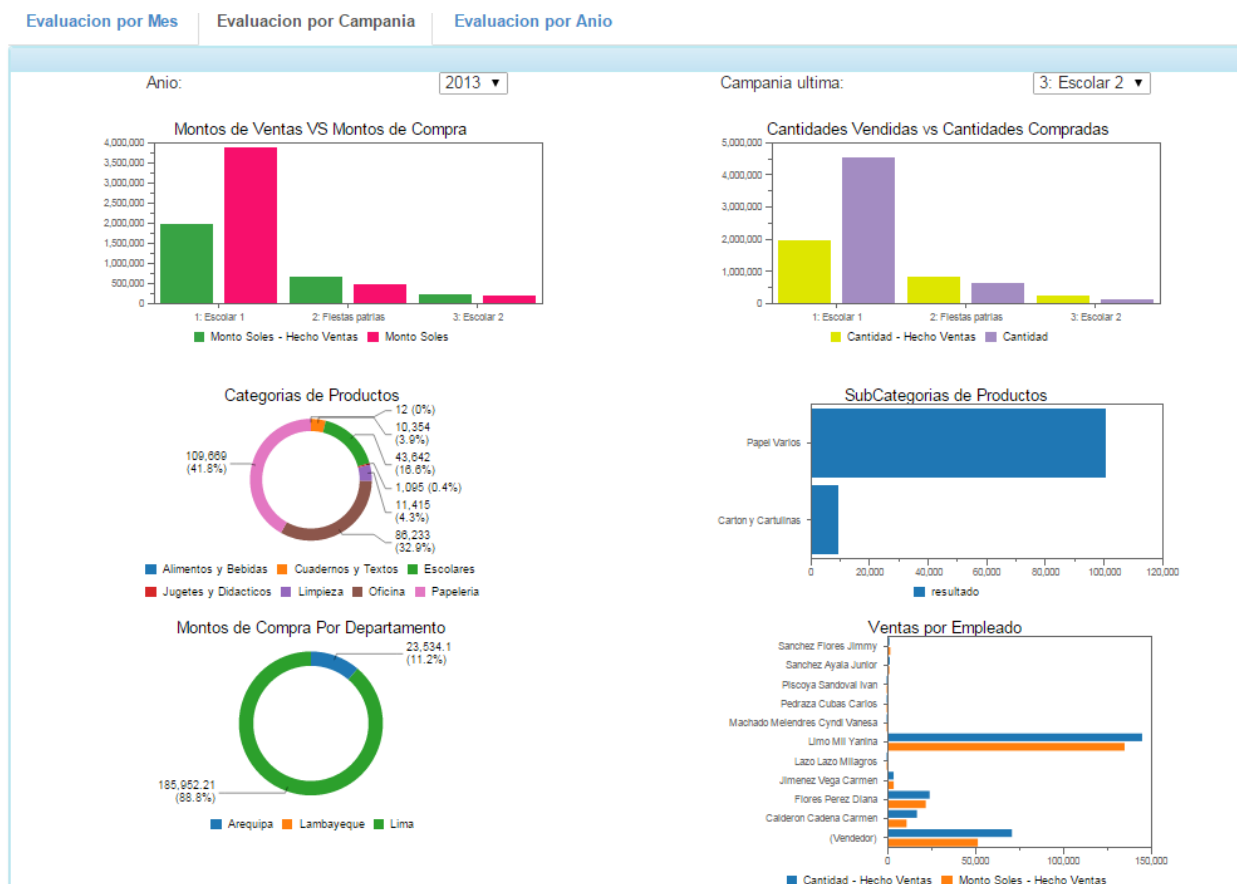 Evaluacion por Mes
Evaluacion por Campania
Evaluacion por Anio
Anio:
2013
Campania ultima:
3: Escolar 2
Montos de Ventas VS Montos de Compra
4,000,000
3,500,000
3,000,000
2,500,000
2,000,000
1,500,000
1,000,000
500,000
0
1: Escolar 1
2: Fiestas patrias
3: Escolar 2
Monto Soles - Hecho Ventas
Monto Soles
Cantidades Vendidas vs Cantidades Compradas
5,000,000
4,000,000
3,000,000
2,000,000
1,000,000
0
1: Escolar 1
2: Fiestas patrias
3: Escolar 2
Cantidad - Hecho Ventas
Cantidad
Categorias de Productos
12 (0%)
10,354
(3.9%)
43,642
(16.6%)
1,095 (0.4%)
11,415
(4.3%)
86,233
(32.9%)
109,669
(41.8%)
Alimentos y Bebidas
Cuadernos y Textos
Escolares
Jugetes y Didacticos
Limpieza
Oficina
Papeleria
SubCategorias de Productos
Papel Varios
Carton y Cartulinas
0
20,000
40,000
60,000
80,000
100,000
120,000
resultado
Montos de Compra Por Departamento
23,534.1
(11.2%)
185,952.21
(88.8%)
Arequipa
Lambayeque
Lima
Ventas por Empleado
Sanchez Flores Jimmy
Sanchez Ayala Junior
Piscoya Sandoval Ivan
Pedraza Cubas Carlos
Machado Melendres Cyndi Vanesa
Limo Mil Yanina
Lazo Lazo Milagros
Jimenez Vega Carmen
Flores Perez Diana
Calderon Cadena Carmen
(Vendedor)
0
50,000
100,000
150,000
Cantidad - Hecho Ventas
Monto Soles - Hecho Ventas